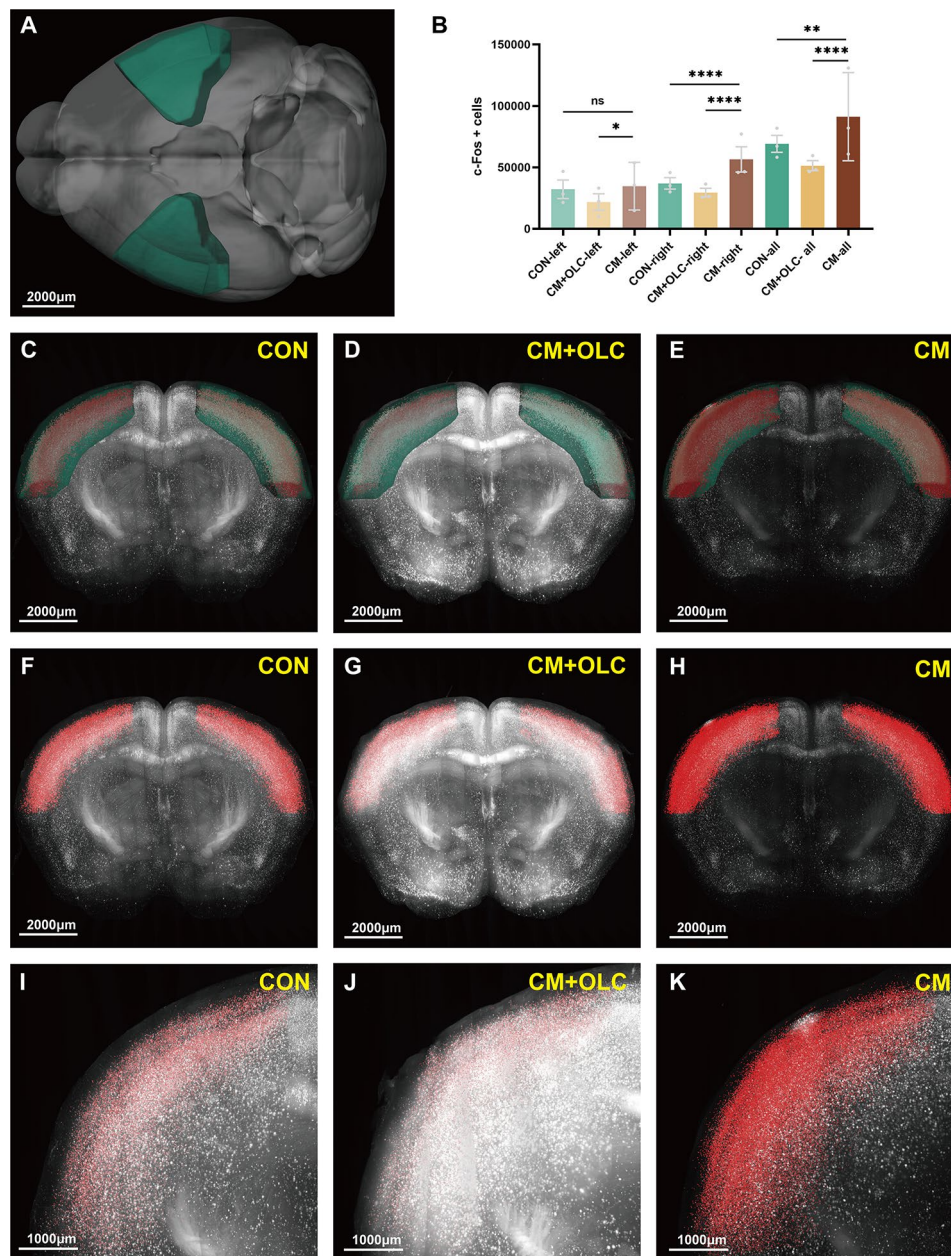 A
2000μm
B
c-Fos + cells
150000
100000
50000
0
ns
*
****
****
**
****
CON-left
CM+OLC-left
CM-left
CON-right
CM+OLC-right
CM-right
CON-all
CM+OLC- all
CM-all
C
CON
2000μm
D
CM+OLC
2000μm
E
CM
2000μm
F
CON
2000μm
G
CM+OLC
2000μm
H
CM
2000μm
I
CON
1000μm
J
CM+OLC
1000μm
K
CM
1000μm